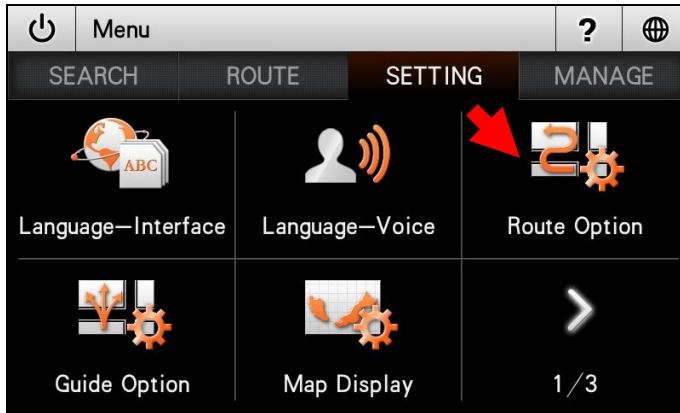 Menu ?
SEARCH ROUTE SETTING MANAGE
ABC
Language-Interface Language-Voice Route Option
Guide Option Map Display 1/3